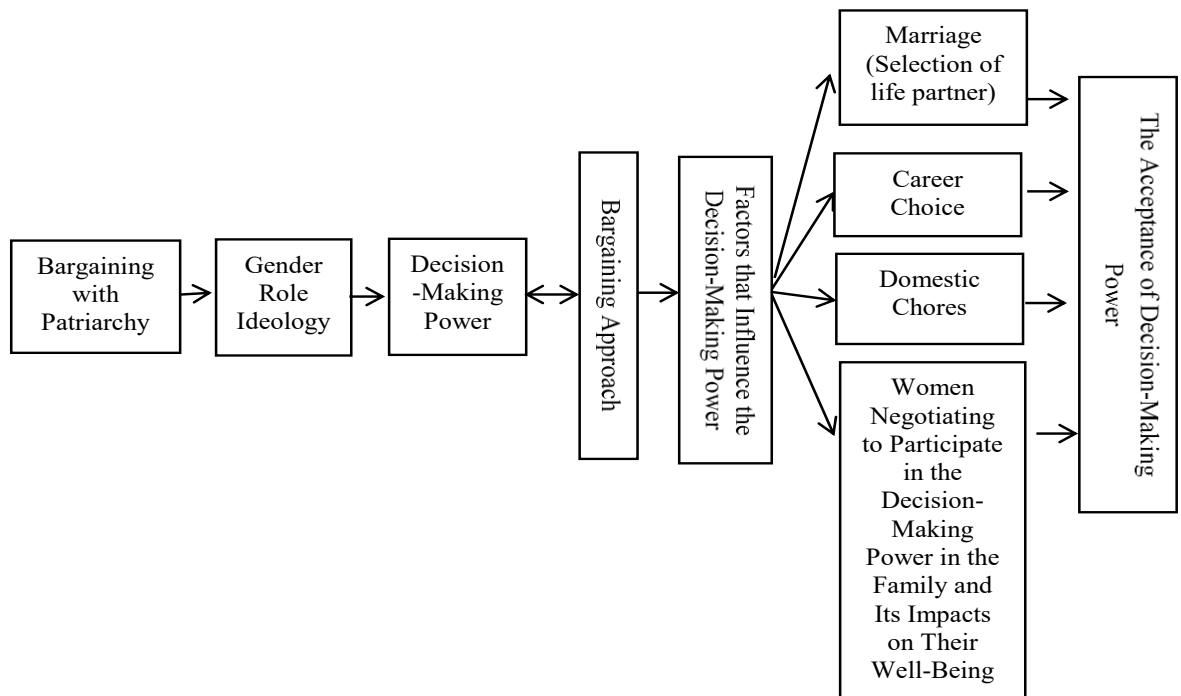 Bargaining
with
Patriarchy
Gender
Role
Ideology
Decision
-Making
Power
Bargaining Approach
Factors that Influence the
Decision-Making Power
Marriage
(Selection of
life partner)
Career
Choice
Domestic
Chores
Women
Negotiating
to Participate
in the
Decision-
Making
Power in the
Family and
Its Impacts
on Their
Well-Being
The Acceptance of Decision-Making
Power